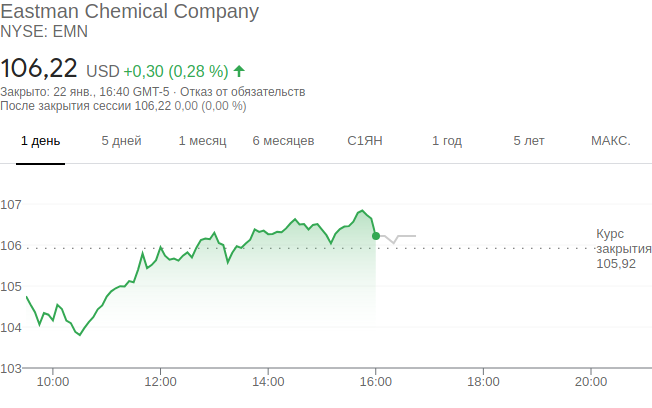 Eastman Chemical Company
NYSE: EMN
106,22 USD +0,30 (0,28 %)
Закрыто: 22 янв., 16:40 GMT-5 · Отказ от обязательств
После закрытия сессии 106,22 0,00 (0,00 %)
1 день 5 дней 1 месяц 6 месяцев С1ЯН 1 год 5 лет МАКС.
107
106
105
104
103
Курс
закрытия
105,92
10:00 12:00 14:00 16:00 18:00 20:00